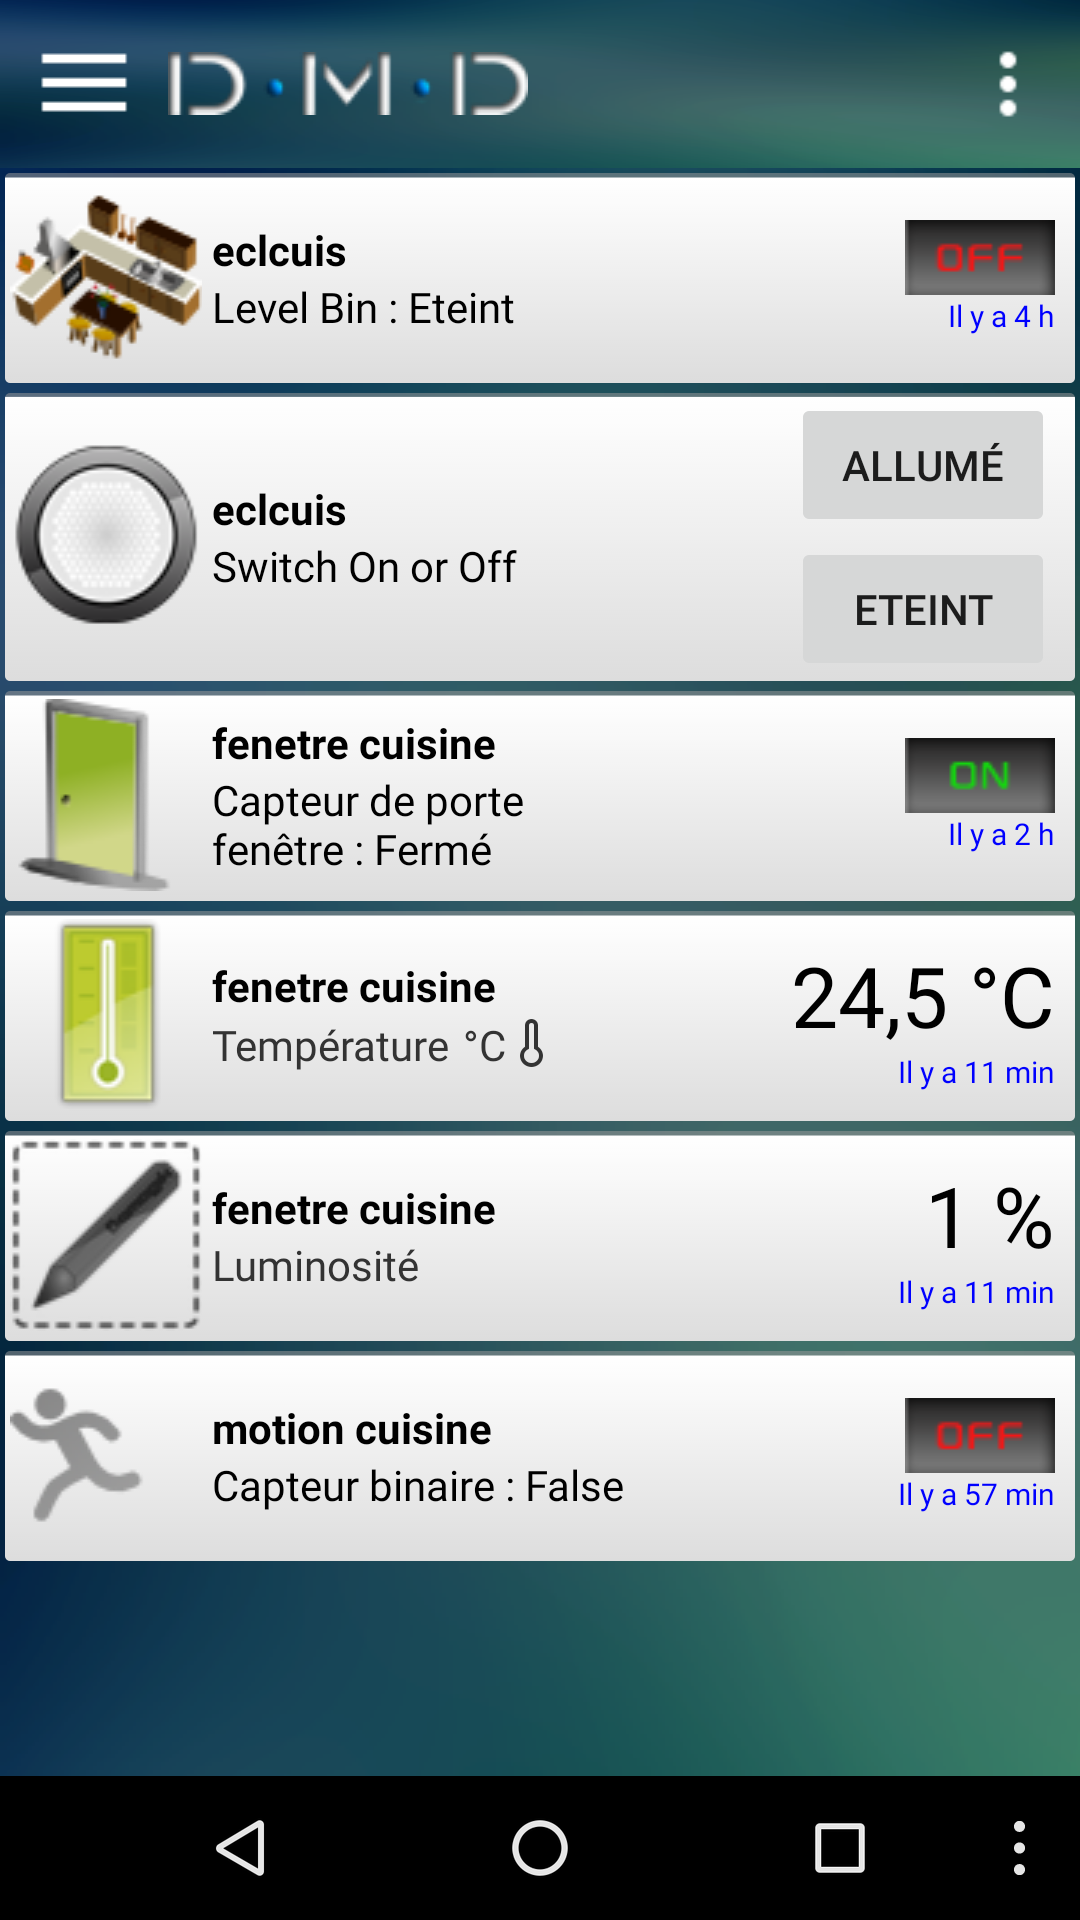 D·M·D
eclcuis
Level Bin : Eteint
OFF
Il y a 4 h
eclcuis
Switch On or Off
ALLUMÉ
ETEINT
fenetre cuisine
Capteur de porte
fenêtre : Fermé
ON
Il y a 2 h
fenetre cuisine
Température °C
24,5 °C
Il y a 11 min
fenetre cuisine
Luminosité
1 %
Il y a 11 min
motion cuisine
Capteur binaire : False
OFF
Il y a 57 min